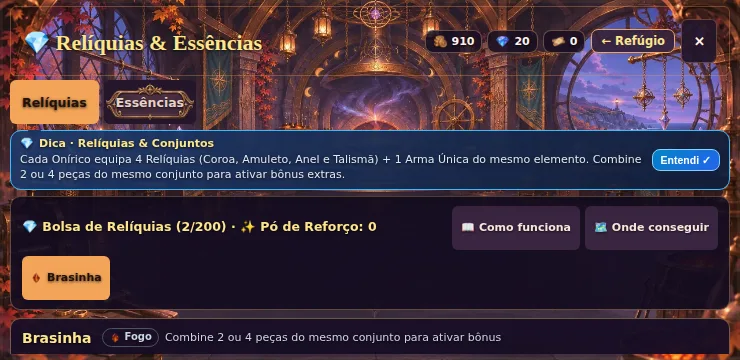 💎 Relíquias & Essências
910
20
0
← Refúgio
✕
Relíquias
Essências
💎 Dica · Relíquias & Conjuntos
Cada Onírico equipa 4 Relíquias (Coroa, Amuleto, Anel e Talismã) + 1 Arma Única do mesmo elemento. Combine
2 ou 4 peças do mesmo conjunto para ativar bônus extras.
Entendi ✓
💎 Bolsa de Relíquias (2/200) · ✨ Pó de Reforço: 0
📖 Como funciona
🗺️ Onde conseguir
Brasinha
Brasinha
Fogo
Combine 2 ou 4 peças do mesmo conjunto para ativar bônus